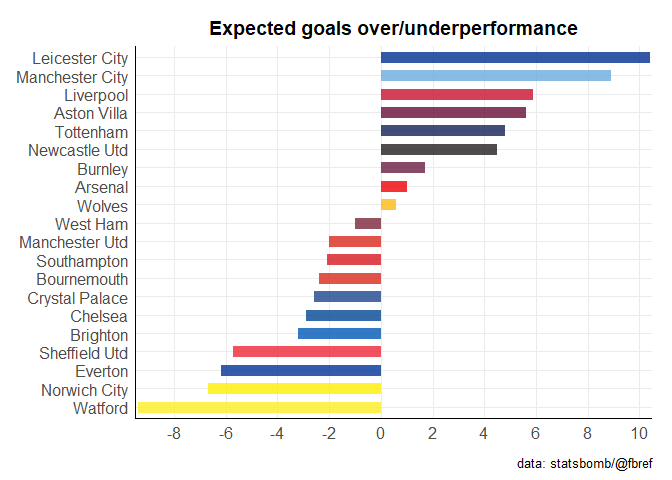 Expected goals over/underperformance
Leicester City
Manchester City
Liverpool
Aston Villa
Tottenham
Newcastle Utd
Burnley
Arsenal
Wolves
West Ham
Manchester Utd
Southampton
Bournemouth
Crystal Palace
Chelsea
Brighton
Sheffield Utd
Everton
Norwich City
Watford
-8 -6 -4 -2 0 2 4 6 8 10
data: statsbomb/@fbref